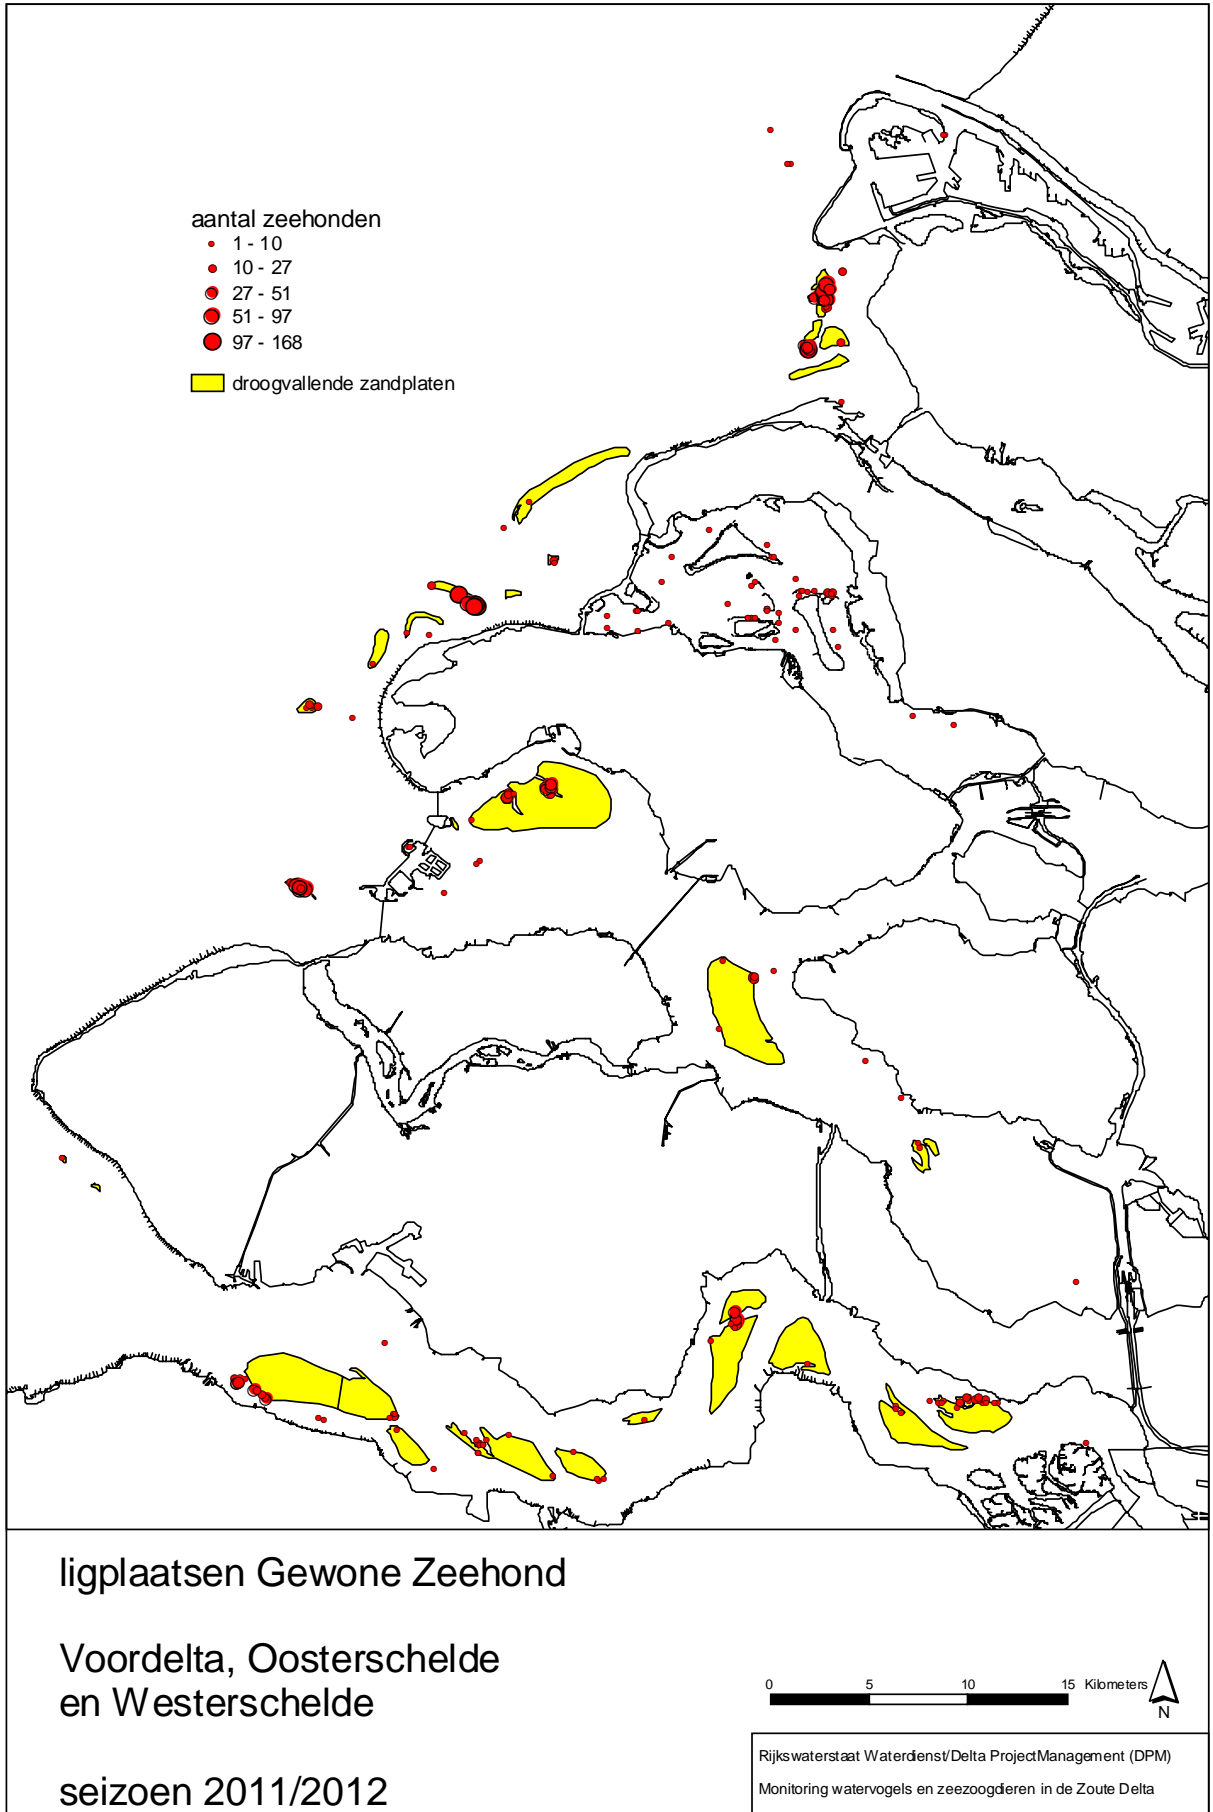 aantal zeehonden
1 - 10
10 - 27
27 - 51
51 - 97
97 - 168
droogvallende zandplaten
ligplaatsen Gewone Zeehond
Voordelta, Oosterschelde
en Westerschelde
seizoen 2011/2012
0 5 10 15 Kilometers
N
Rijkswaterstaat Waterdienst/Delta ProjectManagement (DPM)
Monitoring watervogels en zeezoogdieren in de Zoute Delta